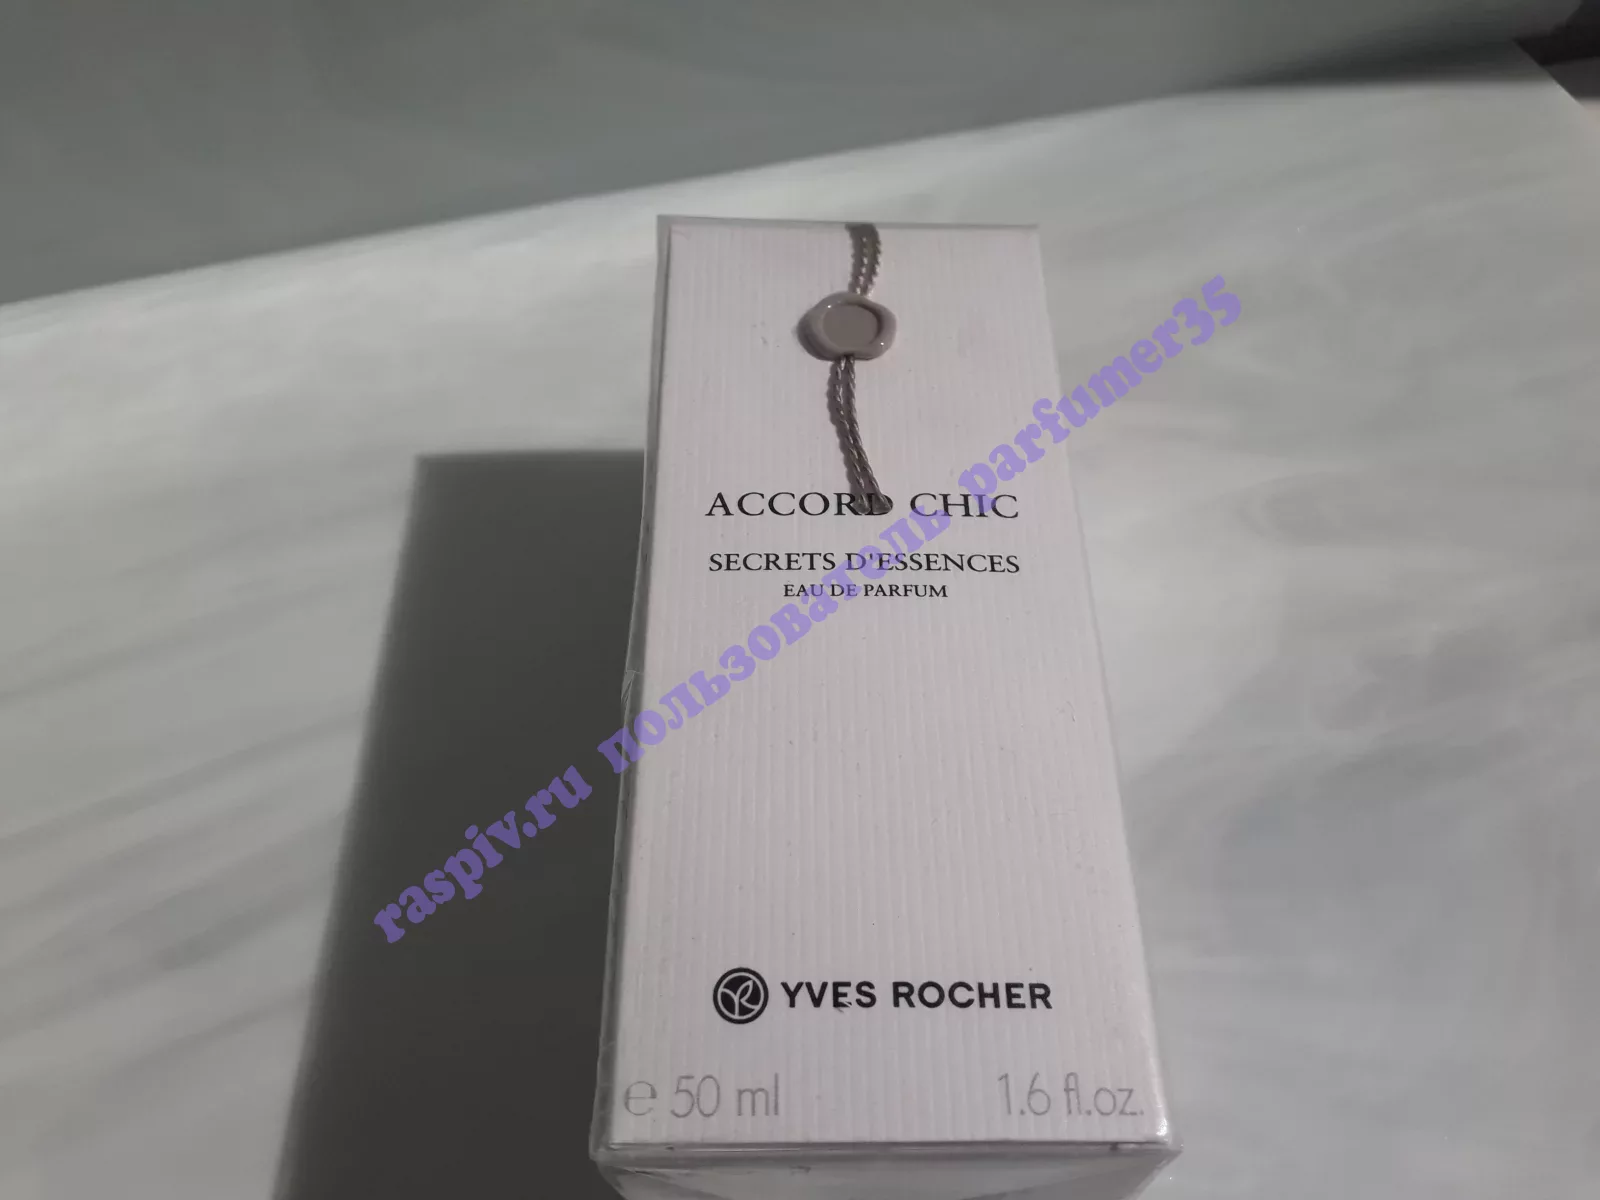 ACCORD CHIC
SECRETS D'ESSENCES
EAU DE PARFUM
raspiv.ru пользователь parfumer35
YVES ROCHER
e 50 ml
1.6 fl.oz.